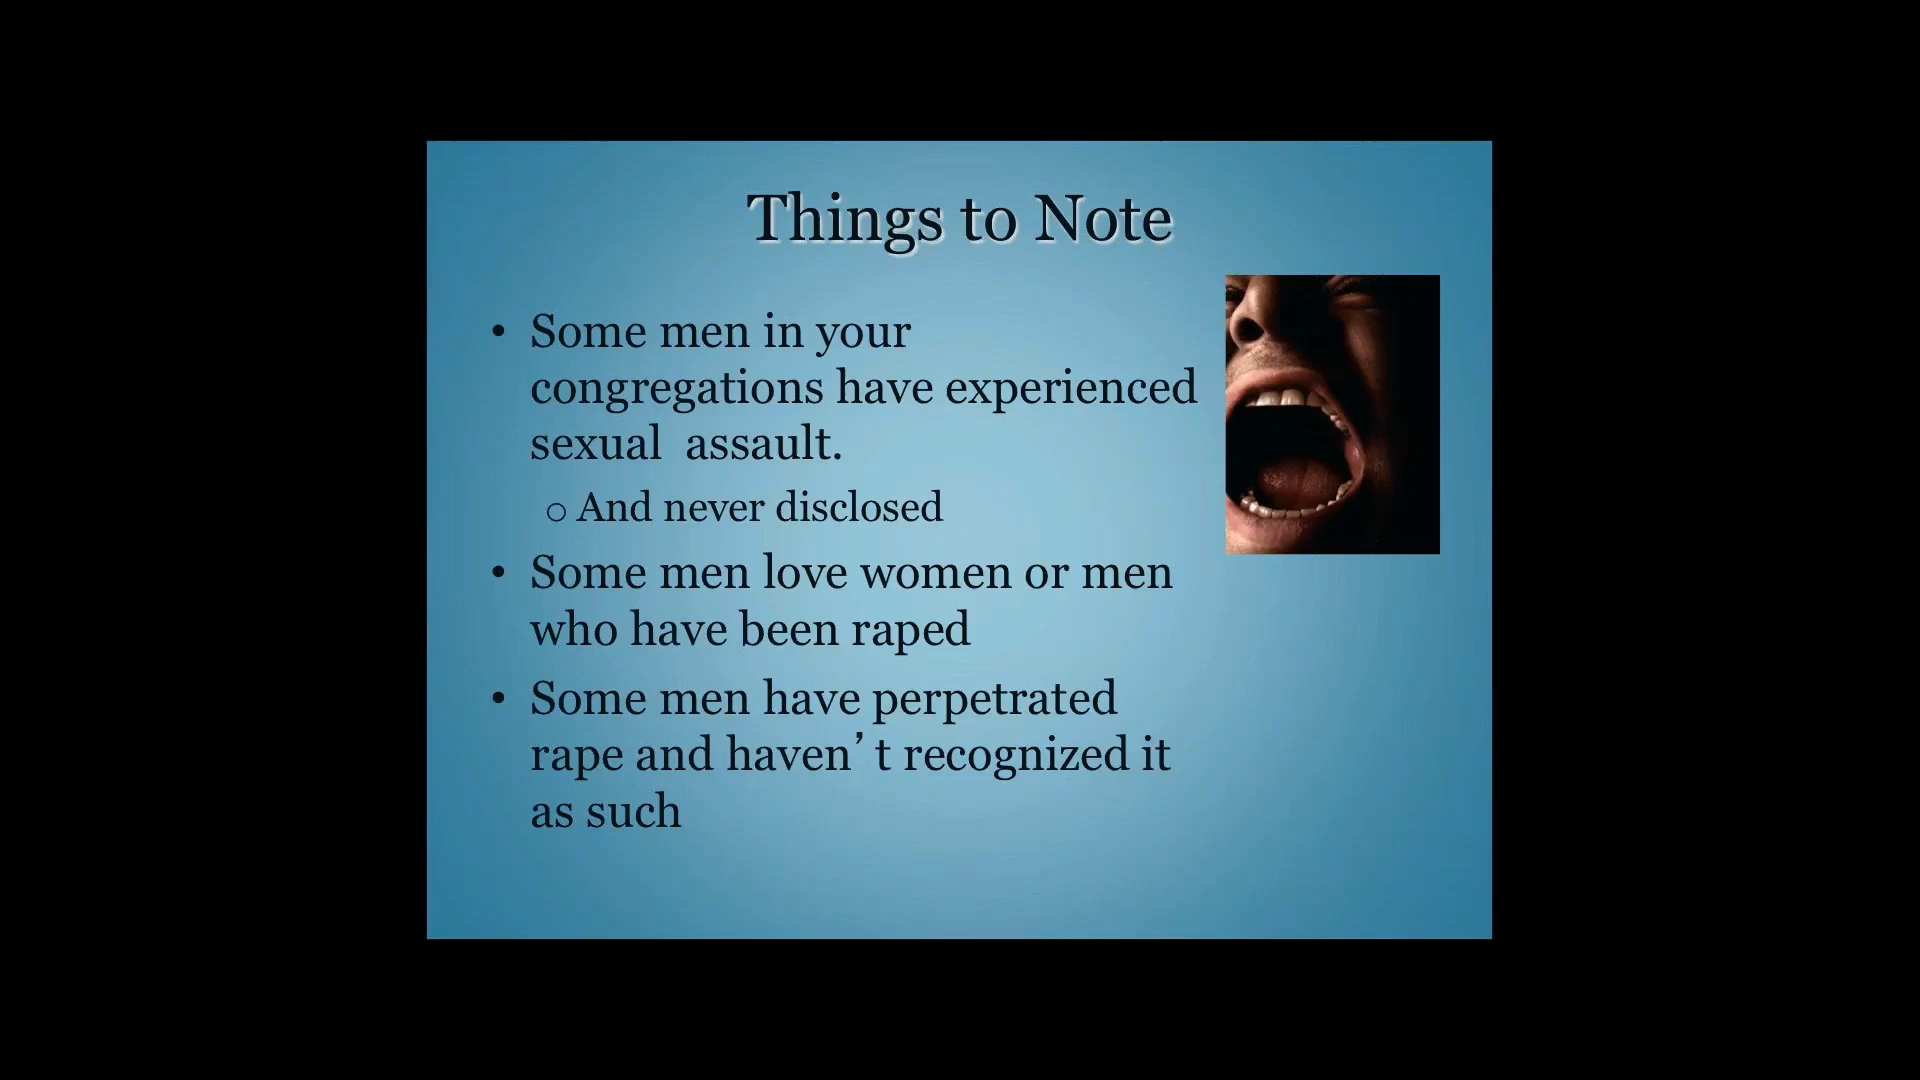 Things to Note
• Some men in your
congregations have experienced
sexual  assault.
o And never disclosed
• Some men love women or men
who have been raped
• Some men have perpetrated
rape and haven’ t recognized it
as such